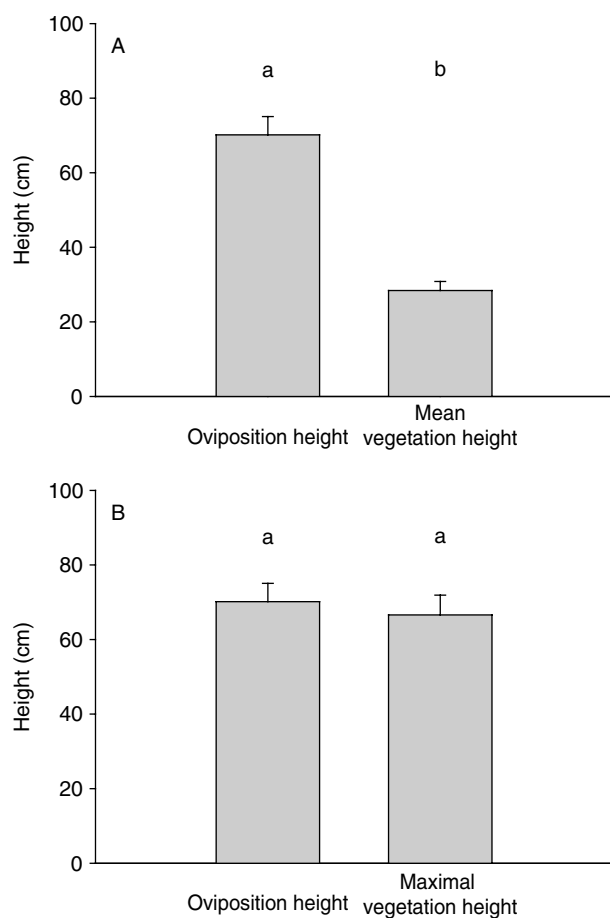 A
a
b
Height (cm)
100
80
60
40
20
0
Oviposition height
Mean
vegetation height
B
a
a
Height (cm)
100
80
60
40
20
0
Oviposition height
Maximal
vegetation height